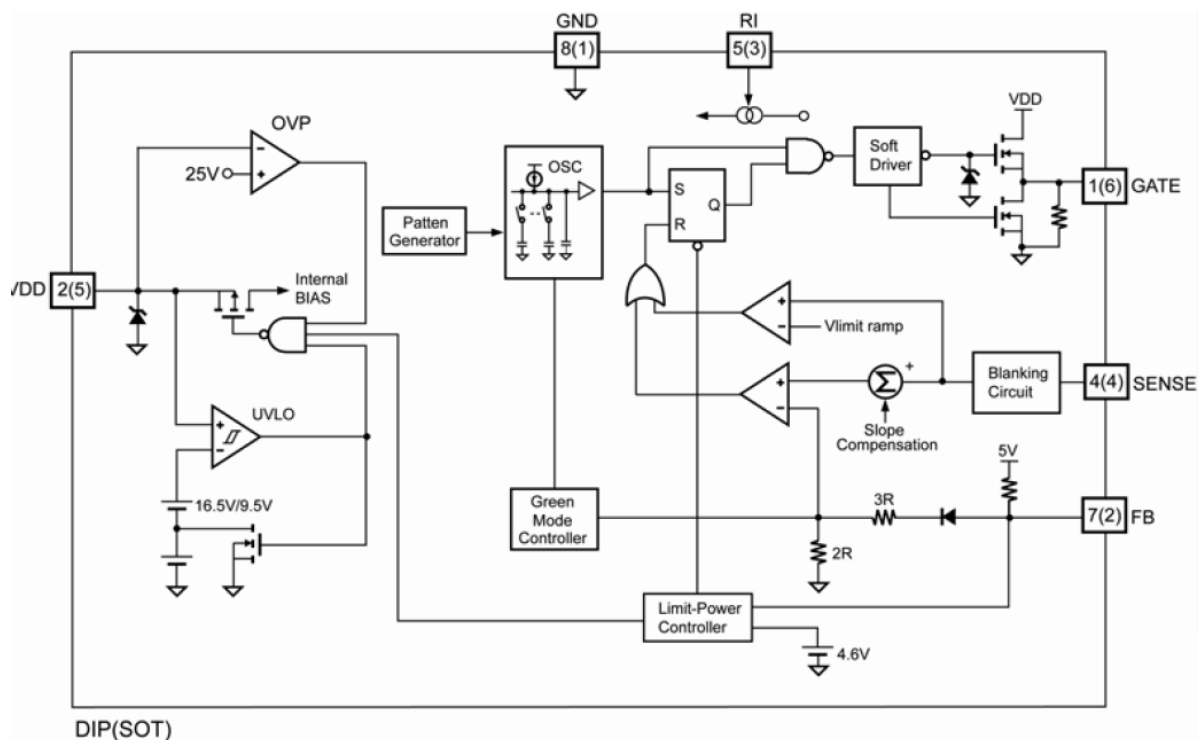 GND
8(1)
RI
5(3)
OVP
25V
OSC
Patten
Generator
S
R
Q
Soft
Driver
VDD
1(6) GATE
VDD 2(5)
Internal
BIAS
Vlimit ramp
UVLO
Slope
Compensation
Blanking
Circuit
4(4) SENSE
16.5V/9.5V
Green
Mode
Controller
3R
2R
5V
7(2) FB
Limit-Power
Controller
4.6V
DIP(SOT)